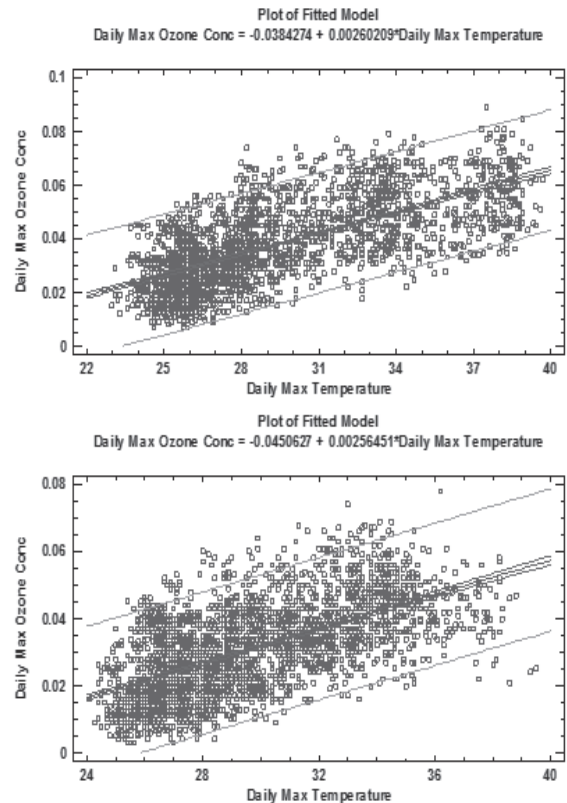 Plot of Fitted Model
Daily Max Ozone Conc = -0.0384274 + 0.00260209*Daily Max Temperature
0.1
0.08
0.06
0.04
0.02
0
Daily Max Ozone Conc
22 25 28 31 34 37 40
Daily Max Temperature
Plot of Fitted Model
Daily Max Ozone Conc = -0.0450627 + 0.00256451*Daily Max Temperature
0.08
0.06
0.04
0.02
0
Daily Max Ozone Conc
24 28 32 36 40
Daily Max Temperature